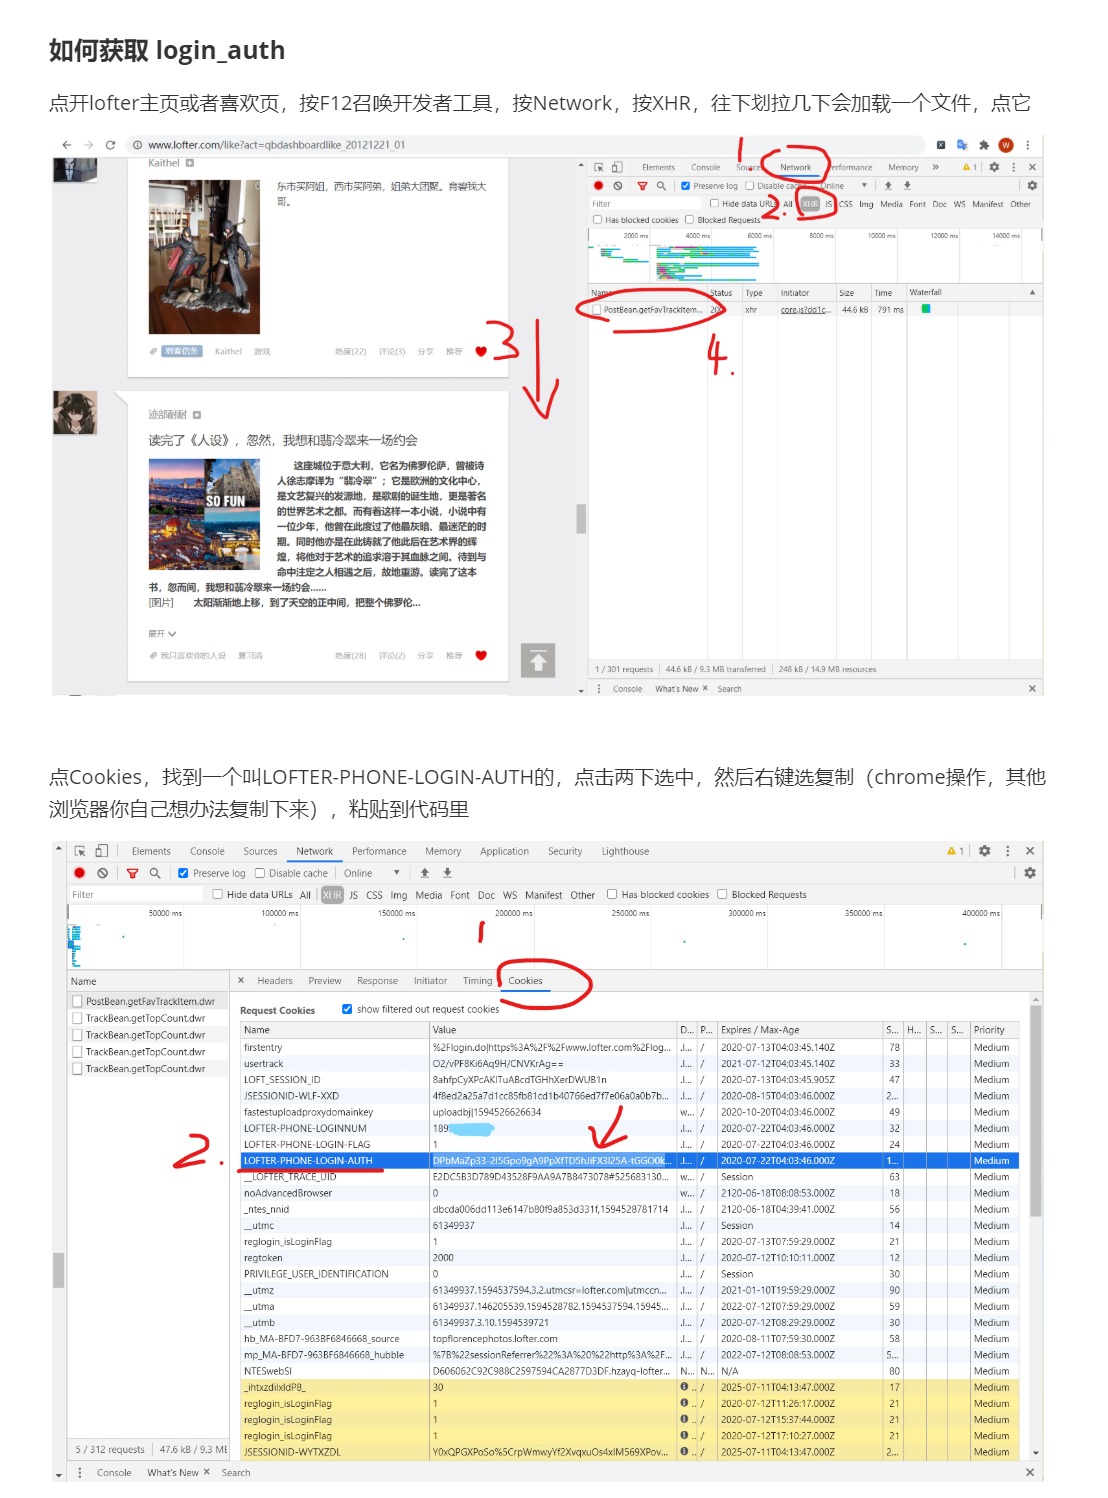 如何获取 login_auth
点开lofter主页或者喜欢页，按F12召唤开发者工具，按Network，按XHR，往下划拉几下会加载一个文件，点它
www.lofter.com/like?act=qbdashboardlike_20121221_01
W
Kaithel
东市买阿姐，西市买阿弟，姐弟大团聚。育碧我大
哥。
刺客信条 Kaithel 游戏 热度(22) 评论(3) 分享 推荐
迹部耐耐
读完了《人设》，忽然，我想和翡冷翠来一场约会
SO FUN
这座城位于意大利，它名为佛罗伦萨，曾被诗
人徐志摩译为“翡冷翠”；它是欧洲的文化中心，
是文艺复兴的发源地，是歌剧的诞生地，更是著名
的世界艺术之都。而有着这样一本小说，小说中有
一位少年，他曾在此度过了他最灰暗、最迷茫的时
期。同时他亦是在此铸就了他此后在艺术界的辉
煌，将他对于艺术的追求溶于其血脉之间。待到与
命中注定之人相遇之后，故地重游。读完了这本
书，忽而间，我想和翡冷翠来一场约会......
[图片] 太阳渐渐地上移，到了天空的正中间，把整个佛罗伦...
展开
我只喜欢你的人设 夏习清 热度(28) 评论(2) 分享 推荐
3
1.
Elements Console Sources Network Performance Memory » 1
Preserve log Disable cache Online
Filter Hide data URLs All XHR JS CSS Img Media Font Doc WS Manifest Other
2.
Has blocked cookies Blocked Requests
2000 ms 4000 ms 6000 ms 8000 ms 10000 ms 12000 ms 14000 ms
Name Status Type Initiator Size Time Waterfall
PostBean.getFavTrackItem... 200 xhr core.js?dd1c... 44.6 kB 791 ms
4.
1 / 301 requests 44.6 kB / 9.3 MB transferred 248 kB / 14.9 MB resources
Console What's New Search
点Cookies，找到一个叫LOFTER-PHONE-LOGIN-AUTH的，点击两下选中，然后右键选复制（chrome操作，其他
浏览器你自己想办法复制下来），粘贴到代码里
Elements Console Sources Network Performance Memory Application Security Lighthouse 1
Preserve log Disable cache Online
Filter Hide data URLs All XHR JS CSS Img Media Font Doc WS Manifest Other Has blocked cookies Blocked Requests
50000 ms 100000 ms 150000 ms 200000 ms 250000 ms 300000 ms 350000 ms 400000 ms
1
Name
PostBean.getFavTrackItem.dwr
TrackBean.getTopCount.dwr
TrackBean.getTopCount.dwr
TrackBean.getTopCount.dwr
TrackBean.getTopCount.dwr
5 / 312 requests 47.6 kB / 9.3 ME
Headers Preview Response Initiator Timing Cookies
Request Cookies show filtered out request cookies
Name Value D... P... Expires / Max-Age S... H... S... S... Priority
firstentry %2Flogin.do|https%3A%2F%2Fwww.lofter.com%2Flog... .l... / 2020-07-13T04:03:45.140Z 78 Medium
usertrack O2/vPF8Ki6Aq9H/CNVKrAg== .l... / 2021-07-12T04:03:45.140Z 33 Medium
LOFT_SESSION_ID 8ahfpCyXPcAKlTuABcdTGHhXerDWUB1n .l... / 2020-07-13T04:03:45.905Z 47 Medium
JSESSIONID-WLF-XXD 4f8ed2a25a7d1cc85fb81cd1b40766ed7f7e06a0a0b7b... .l... / 2020-08-15T04:03:46.000Z 2... Medium
fastestuploadproxydomainkey uploadbj|1594526626634 w... / 2020-10-20T04:03:46.000Z 49 Medium
LOFTER-PHONE-LOGINNUM 189 .l... / 2020-07-22T04:03:46.000Z 32 Medium
LOFTER-PHONE-LOGIN-FLAG 1 .l... / 2020-07-22T04:03:46.000Z 24 Medium
2.
LOFTER-PHONE-LOGIN-AUTH DPbMaZp33-2I5Gpo9gA9PpXfTD5hJiFX3I25A-tGGO0k... .l... / 2020-07-22T04:03:46.000Z 1... Medium
__LOFTER_TRACE_UID E2DC5B3D789D43528F9AA9A7B8473078#525683130... w... / Session 63 Medium
noAdvancedBrowser 0 w... / 2120-06-18T08:08:53.000Z 18 Medium
_ntes_nnid dbcda006dd113e6147b80f9a853d331f,1594528781714 .l... / 2120-06-18T04:39:41.000Z 56 Medium
__utmc 61349937 .l... / Session 14 Medium
reglogin_isLoginFlag 1 .l... / 2020-07-13T07:59:29.000Z 21 Medium
regtoken 2000 .l... / 2020-07-12T10:10:11.000Z 12 Medium
PRIVILEGE_USER_IDENTIFICATION 0 .l... / Session 30 Medium
__utmz 61349937.1594537594.3.2.utmcsr=lofter.com|utmccn... .l... / 2021-01-10T19:59:29.000Z 90 Medium
__utma 61349937.146205539.1594528782.1594537594.15945... .l... / 2022-07-12T07:59:29.000Z 59 Medium
__utmb 61349937.3.10.1594539721 .l... / 2020-07-12T08:29:29.000Z 30 Medium
hb_MA-BFD7-963BF6846668_source topflorencephotos.lofter.com .l... / 2020-08-11T07:59:30.000Z 58 Medium
mp_MA-BFD7-963BF6846668_hubble %7B%22sessionReferrer%22%3A%20%22http%3A%2F... .l... / 2022-07-12T08:08:53.000Z 5... Medium
NTESwebSI D606062C92C988C2597594CA2877D3DF.hzayq-lofter... N... N... N/A 80 Medium
_ihtxzdilxldP8_ 30 .. / 2025-07-11T04:13:47.000Z 17 Medium
reglogin_isLoginFlag 1 .. / 2020-07-12T11:26:17.000Z 21 Medium
reglogin_isLoginFlag 1 .. / 2020-07-12T15:37:44.000Z 21 Medium
reglogin_isLoginFlag 1 .. / 2020-07-12T17:10:27.000Z 21 Medium
JSESSIONID-WYTXZDL Y0xQPGXPoSo%5CrpWmwyYf2XvqxuOs4xlM569XPov... .. / 2025-07-11T04:13:47.000Z 2... Medium
Console What's New Search